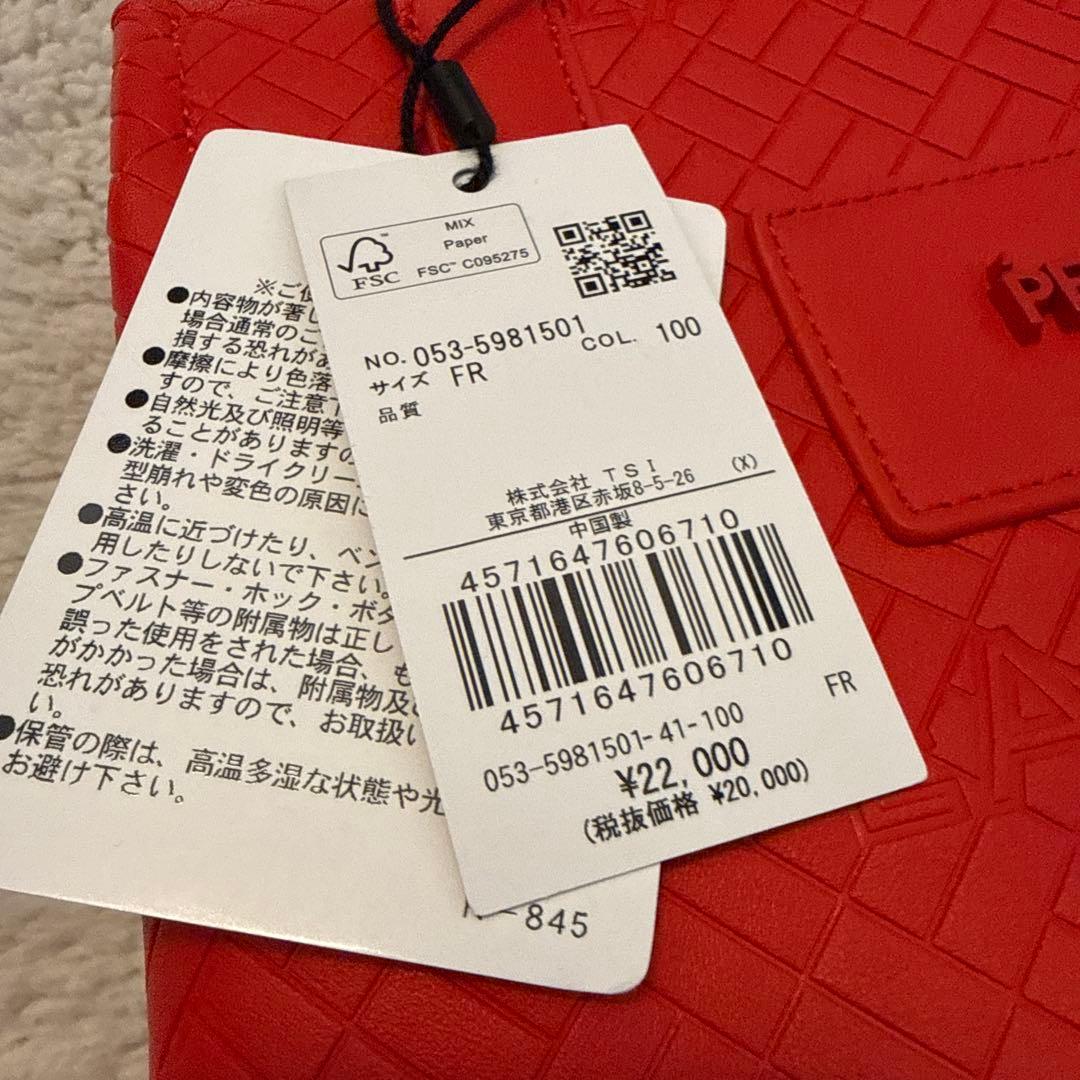 MIX
Paper
FSC™ C095275
FSC
NO. 053-5981501 COL. 100
サイズ FR
品質
株式会社 TSI (X)
東京都港区赤坂8-5-26
中国製
4571647606710
4571647606710
FR
053-5981501-41-100
¥22,000
(税抜価格 ¥20,000)
※ご使
●内容物が著し
場合通常のご
損する恐れがあ
●摩擦により色落
すので、ご注意下
●自然光及び照明等
ることがありますの
●洗濯・ドライクリー
型崩れや変色の原因に
さい。
●高温に近づけたり、ベン
用したりしないで下さい。
●ファスナー・ホック・ボタ
プベルト等の附属物は正し
誤った使用をされた場合、も
がかかった場合は、附属物及
恐れがありますので、お取扱い
い。
●保管の際は、高温多湿な状態や光
お避け下さい。
-845
PE